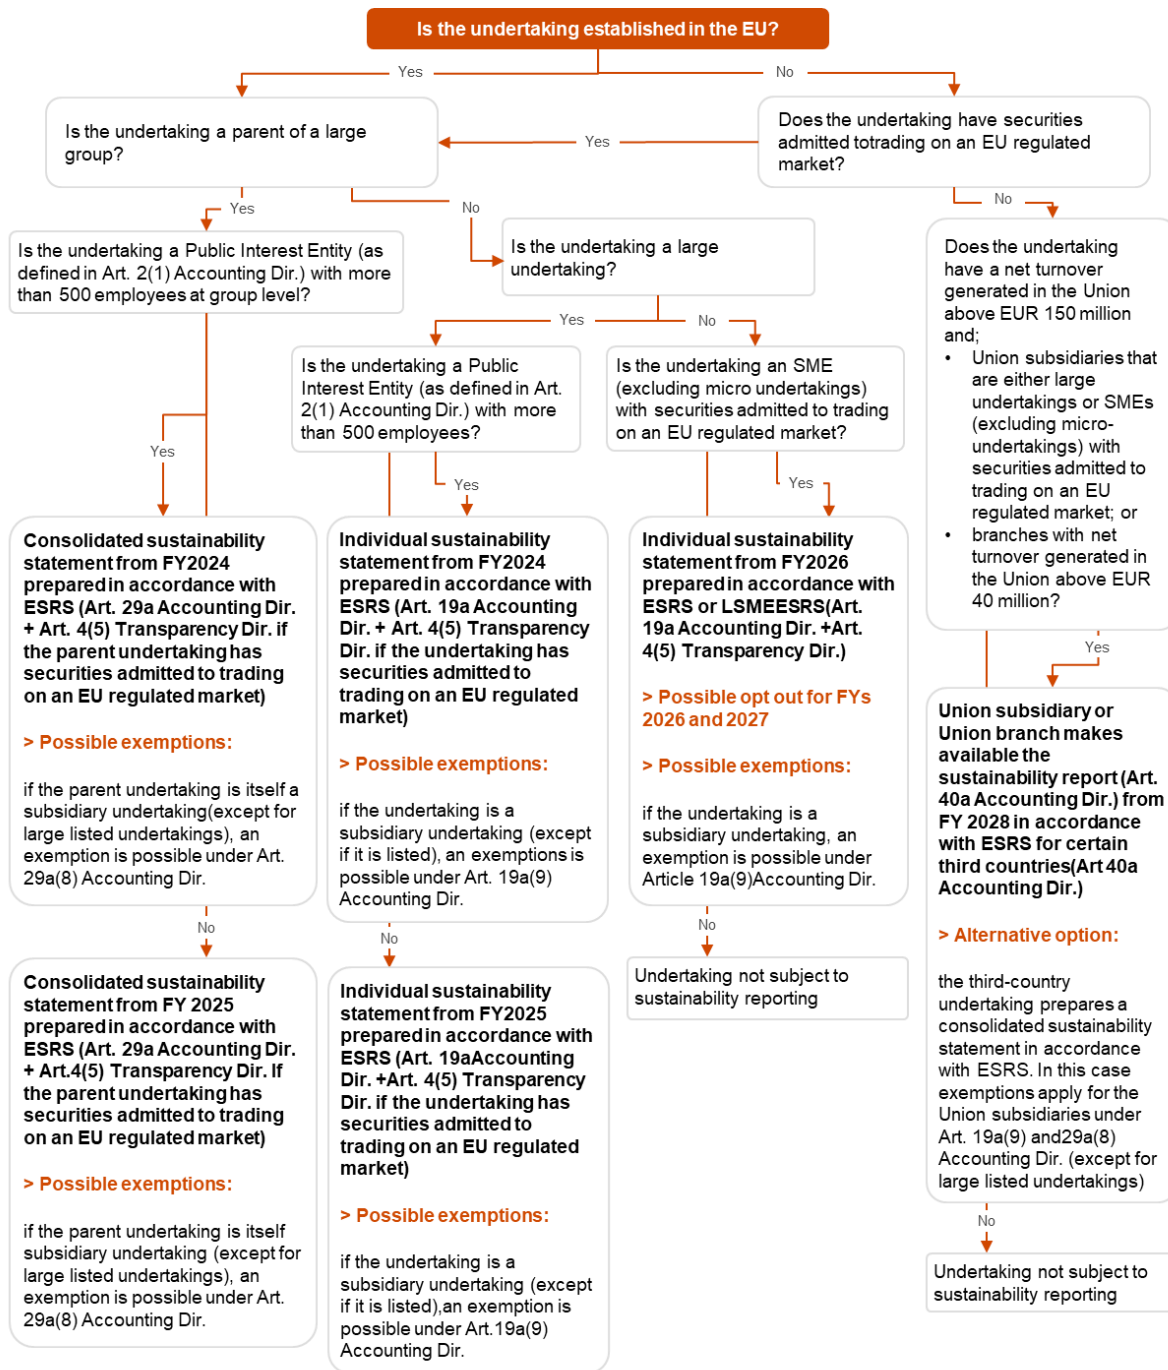 Is the undertaking established in the EU?
Yes
No
Is the undertaking a parent of a large
group?
Yes
Does the undertaking have securities
admitted totrading on an EU regulated
market?
Yes
No
No
Is the undertaking a Public Interest Entity (as
defined in Art. 2(1) Accounting Dir.) with more
than 500 employees at group level?
Is the undertaking a large
undertaking?
Does the undertaking
have a net turnover
generated in the Union
above EUR 150 million
and;
• Union subsidiaries that
are either large
undertakings or SMEs
(excluding micro-
undertakings) with
securities admitted to
trading on an EU
regulated market; or
• branches with net
turnover generated in
the Union above EUR
40 million?
Yes
No
Is the undertaking a Public
Interest Entity (as defined in Art.
2(1) Accounting Dir.) with more
than 500 employees?
Is the undertaking an SME
(excluding micro undertakings)
with securities admitted to trading
on an EU regulated market?
Yes
Yes
Yes
Yes
Consolidated sustainability
statement from FY2024
prepared in accordance with
ESRS (Art. 29a Accounting Dir.
+ Art. 4(5) Transparency Dir. if
the parent undertaking has
securities admitted to trading
on an EU regulated market)
> Possible exemptions:
if the parent undertaking is itself a
subsidiary undertaking(except for
large listed undertakings), an
exemption is possible under Art.
29a(8) Accounting Dir.
Individual sustainability
statement from FY2024
prepared in accordance with
ESRS (Art. 19a Accounting
Dir. + Art. 4(5) Transparency
Dir. if the undertaking has
securities admitted to
trading on an EU regulated
market)
> Possible exemptions:
if the undertaking is a
subsidiary undertaking (except
if it is listed), an exemptions is
possible under Art. 19a(9)
Accounting Dir.
Individual sustainability
statement from FY2026
prepared in accordance with
ESRS or LSMEESRS(Art.
19a Accounting Dir. +Art.
4(5) Transparency Dir.)
> Possible opt out for FYs
2026 and 2027
> Possible exemptions:
if the undertaking is a
subsidiary undertaking, an
exemption is possible under
Article 19a(9)Accounting Dir.
Union subsidiary or
Union branch makes
available the
sustainability report (Art.
40a Accounting Dir.) from
FY 2028 in accordance
with ESRS for certain
third countries(Art 40a
Accounting Dir.)
> Alternative option:
the third-country
undertaking prepares a
consolidated sustainability
statement in accordance
with ESRS. In this case
exemptions apply for the
Union subsidiaries under
Art. 19a(9) and29a(8)
Accounting Dir. (except for
large listed undertakings)
No
No
No
Consolidated sustainability
statement from FY 2025
prepared in accordance with
ESRS (Art. 29a Accounting Dir.
+ Art.4(5) Transparency Dir. If
the parent undertaking has
securities admitted to trading
on an EU regulated market)
> Possible exemptions:
if the parent undertaking is itself
subsidiary undertaking (except for
large listed undertakings), an
exemption is possible under Art.
29a(8) Accounting Dir.
Individual sustainability
statement from FY2025
prepared in accordance with
ESRS (Art. 19aAccounting
Dir. +Art. 4(5) Transparency
Dir. if the undertaking has
securities admitted to
trading on an EU regulated
market)
> Possible exemptions:
if the undertaking is a
subsidiary undertaking (except
if it is listed),an exemption is
possible under Art.19a(9)
Accounting Dir.
Undertaking not subject to
sustainability reporting
No
Undertaking not subject to
sustainability reporting